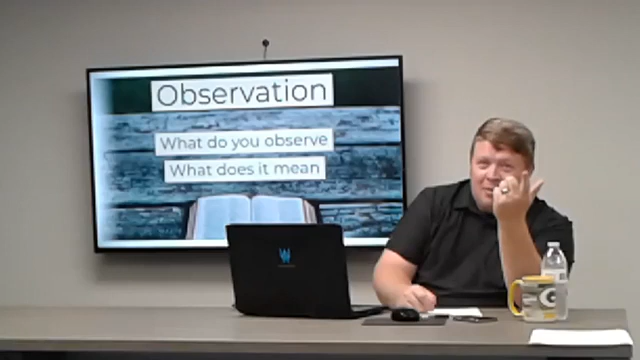 Observation
What do you observe
What does it mean